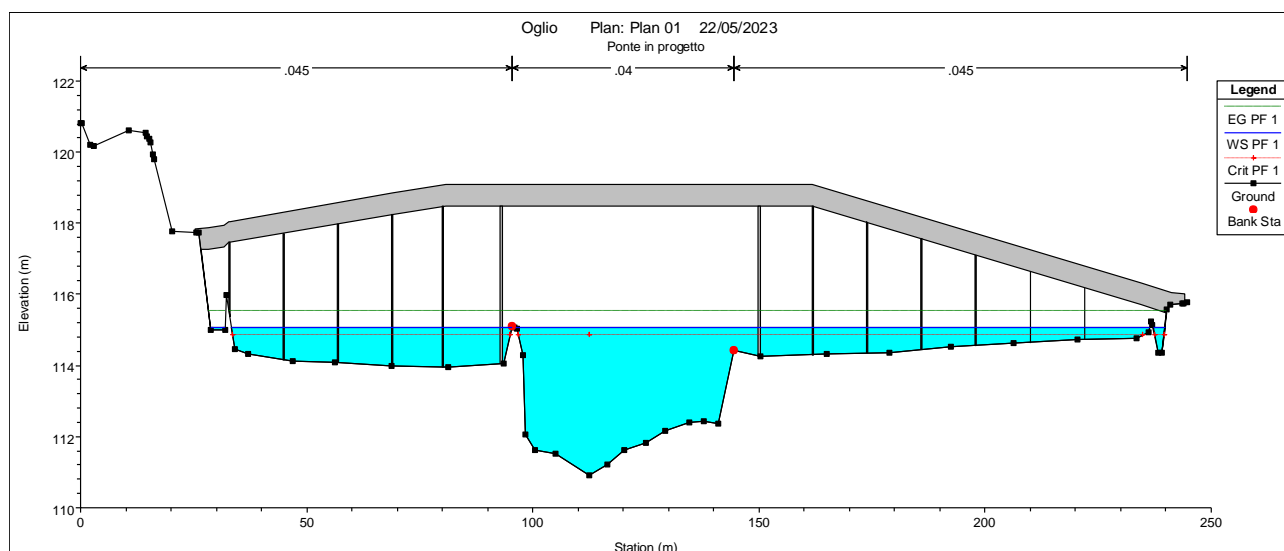 Oglio Plan: Plan 01 22/05/2023
Ponte in progetto
.045 .04 .045
Legend
EG PF 1
WS PF 1
Crit PF 1
Ground
Bank Sta
Elevation (m)
122
120
118
116
114
112
110
0 50 100 150 200 250
Station (m)